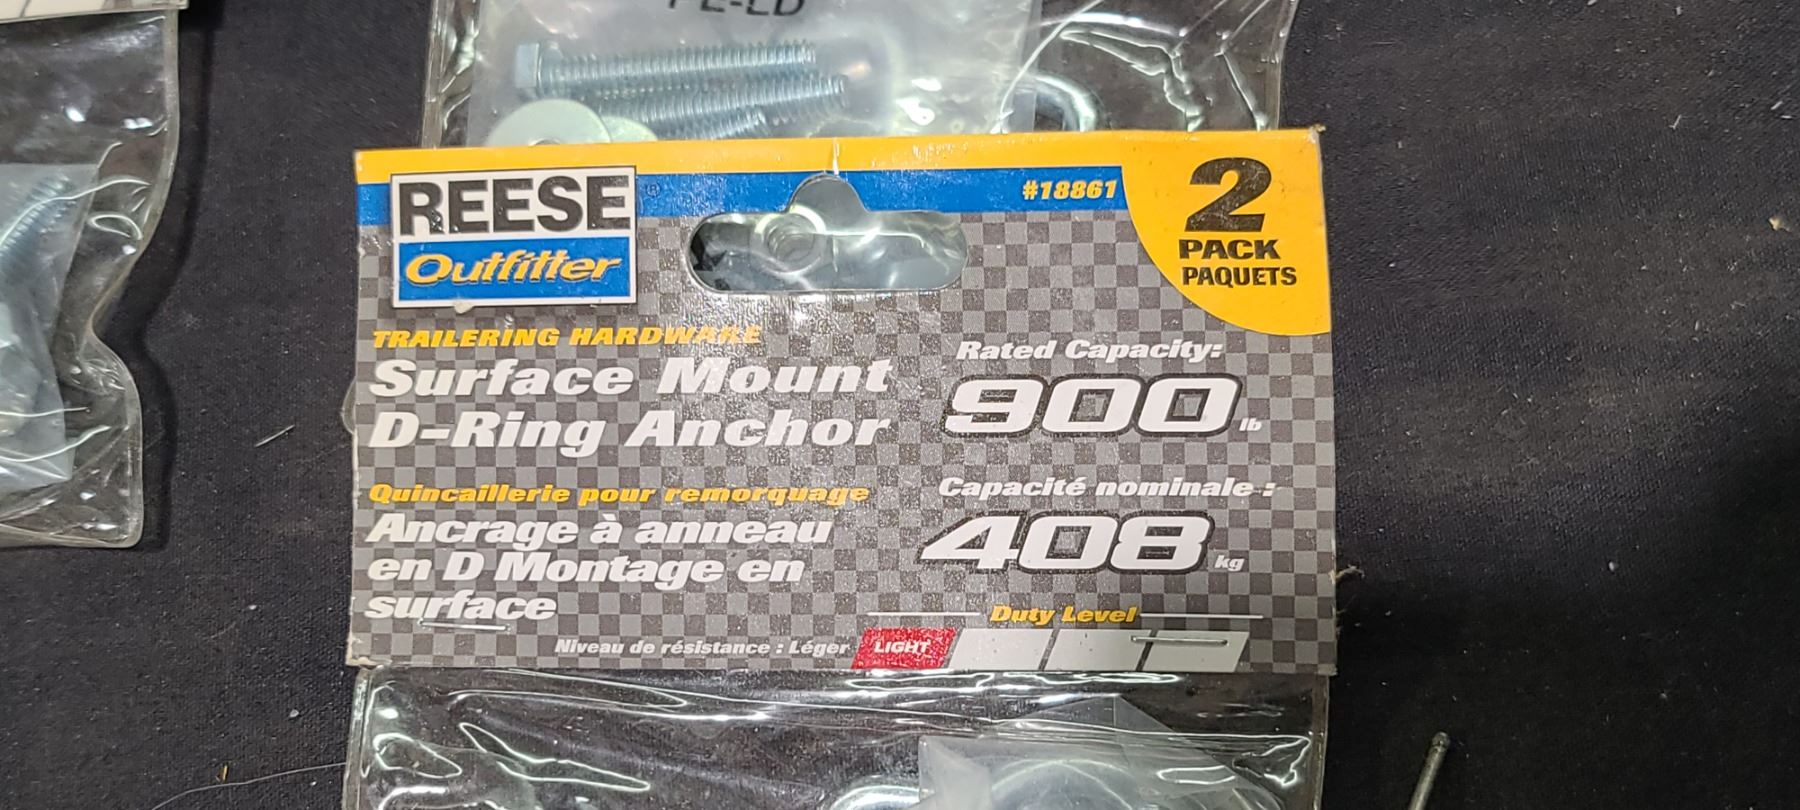 REESE
Outfitter
#18861
2
PACK
PAQUETS
TRAILERING HARDWARE
Surface Mount
D-Ring Anchor
Rated Capacity:
900 lb
Quincaillerie pour remorquage
Ancrage à anneau
en D Montage en
surface
Capacité nominale :
408 kg
Duty Level
Niveau de résistance : Léger LIGHT